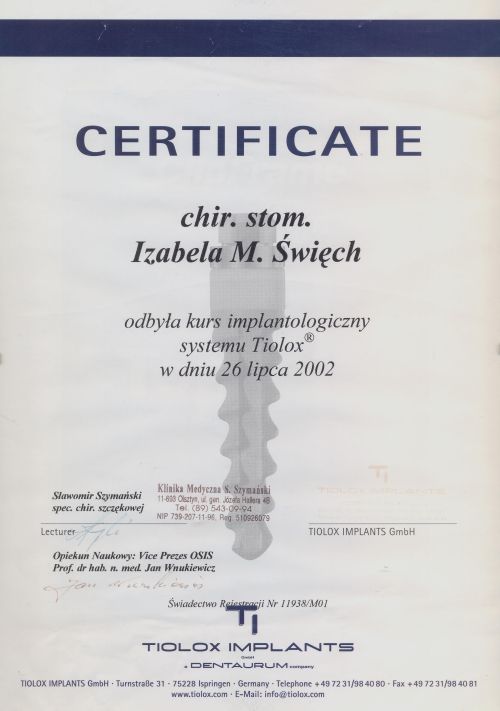 CERTIFICATE
chir. stom.
Izabela M. Święch
odbyła kurs implantologiczny
systemu Tiolox®
w dniu 26 lipca 2002
Sławomir Szymański
spec. chir. szczękowej
Klinika Medyczna S. Szymański
11-693 Olsztyn, ul. gen. Józefa Hallera 4B
Tel. (89) 543-09-94
NIP 739-207-11-96, Reg. 510926079
TIOLOX IMPLANTS
Lecturer
TIOLOX IMPLANTS GmbH
Opiekun Naukowy: Vice Prezes OSIS
Prof. dr hab. n. med. Jan Wnukiewicz
Jan Wnukiewicz
Świadectwo Rejestracji Nr 11938/M01
TIOLOX IMPLANTS
GmbH
a DENTAURUM company
TIOLOX IMPLANTS GmbH · Turnstraße 31 · 75228 Ispringen · Germany · Telephone +49 72 31/98 40 80 · Fax +49 72 31/98 40 81
www.tiolox.com · E-Mail: info@tiolox.com